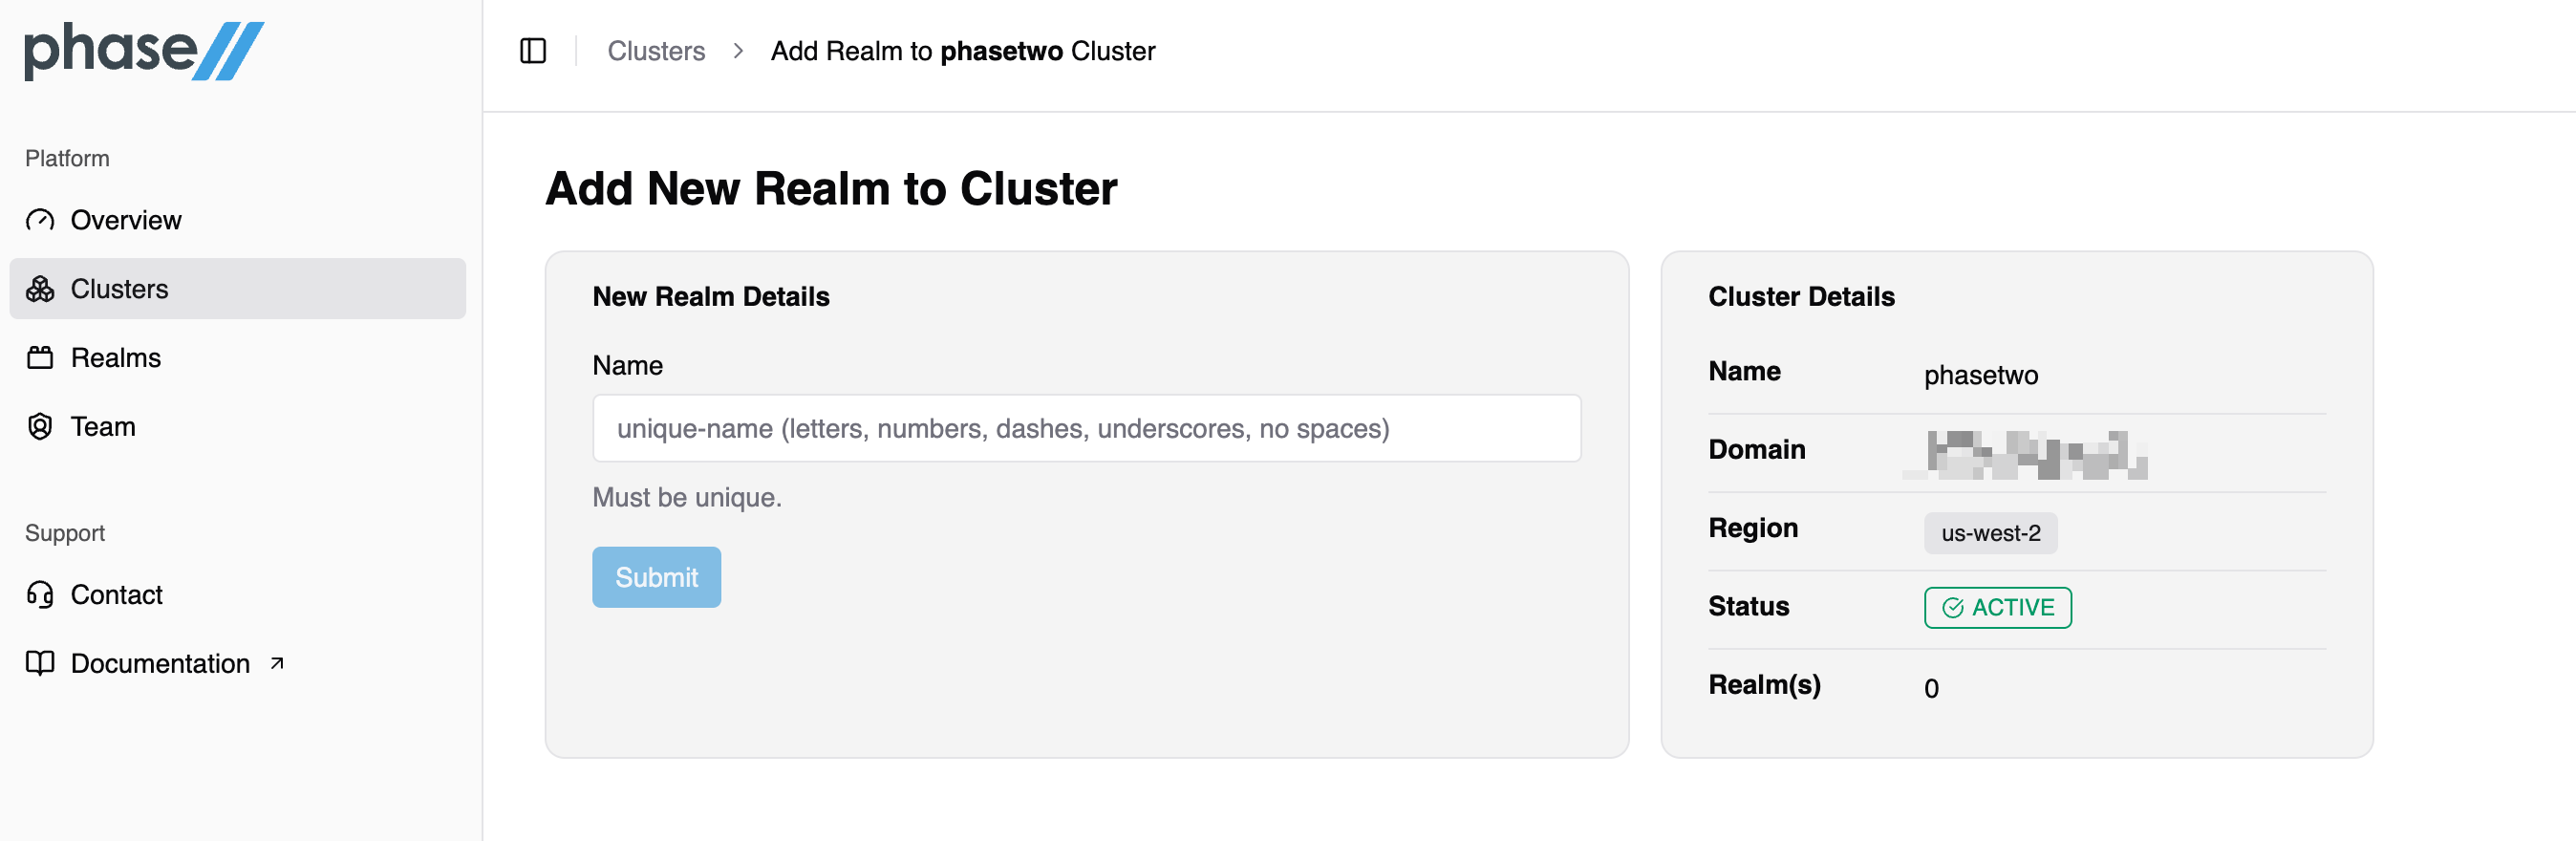 phase
Platform
Overview
Clusters
Realms
Team
Support
Contact
Documentation
Clusters > Add Realm to phasetwo Cluster
Add New Realm to Cluster
New Realm Details
Name
unique-name (letters, numbers, dashes, underscores, no spaces)
Must be unique.
Submit
Cluster Details
Name phasetwo
Domain
Region us-west-2
Status ACTIVE
Realm(s) 0